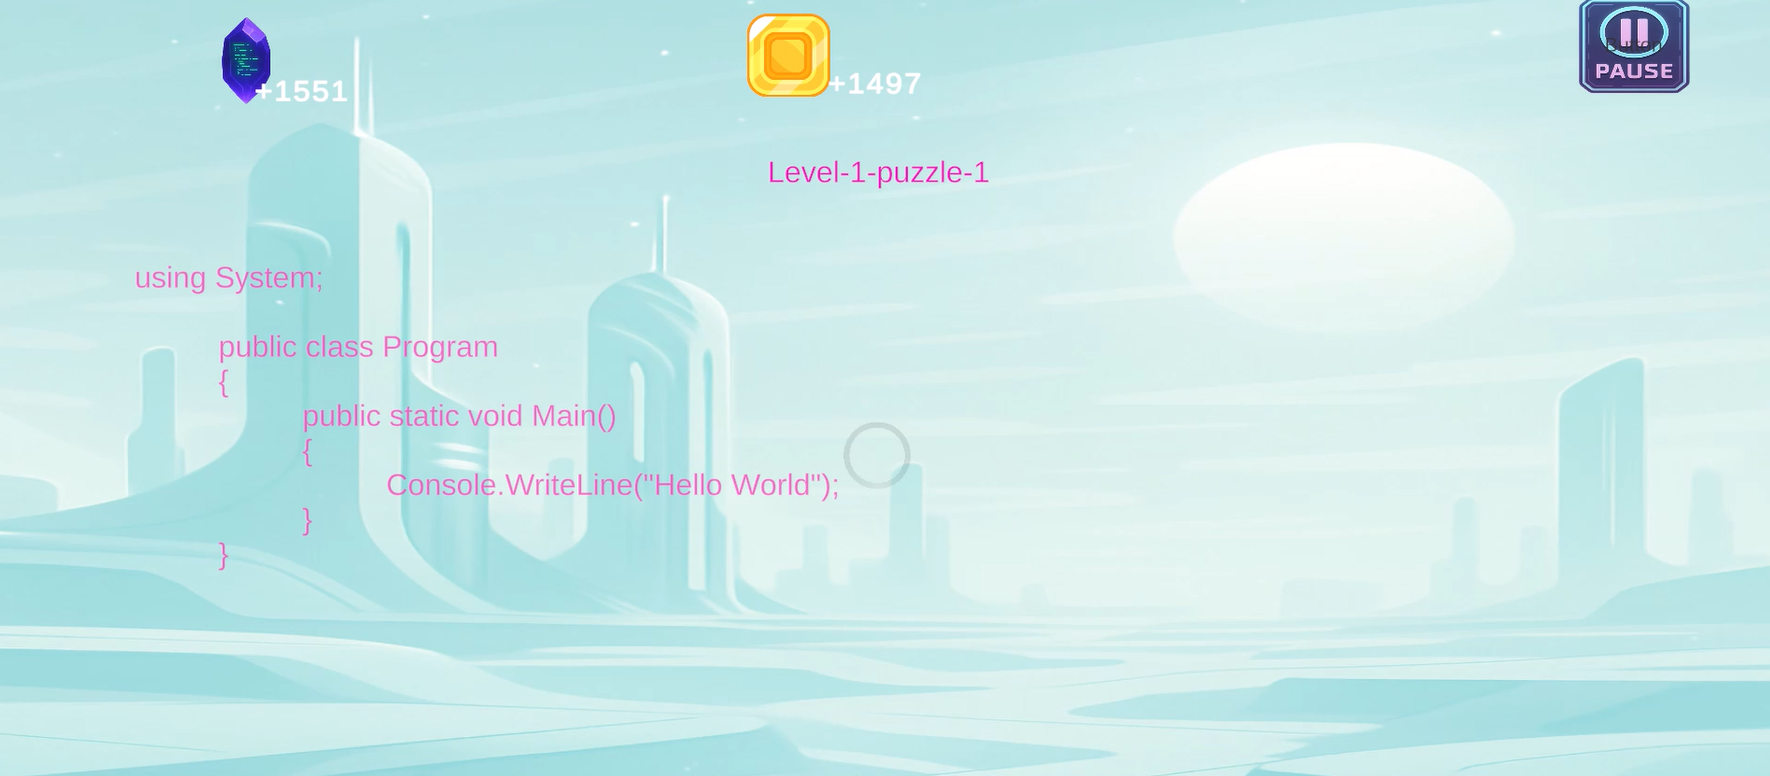 +1551
+1497
Button
PAUSE
Level-1-puzzle-1
using System;
public class Program
{
public static void Main()
{
Console.WriteLine("Hello World");
}
}